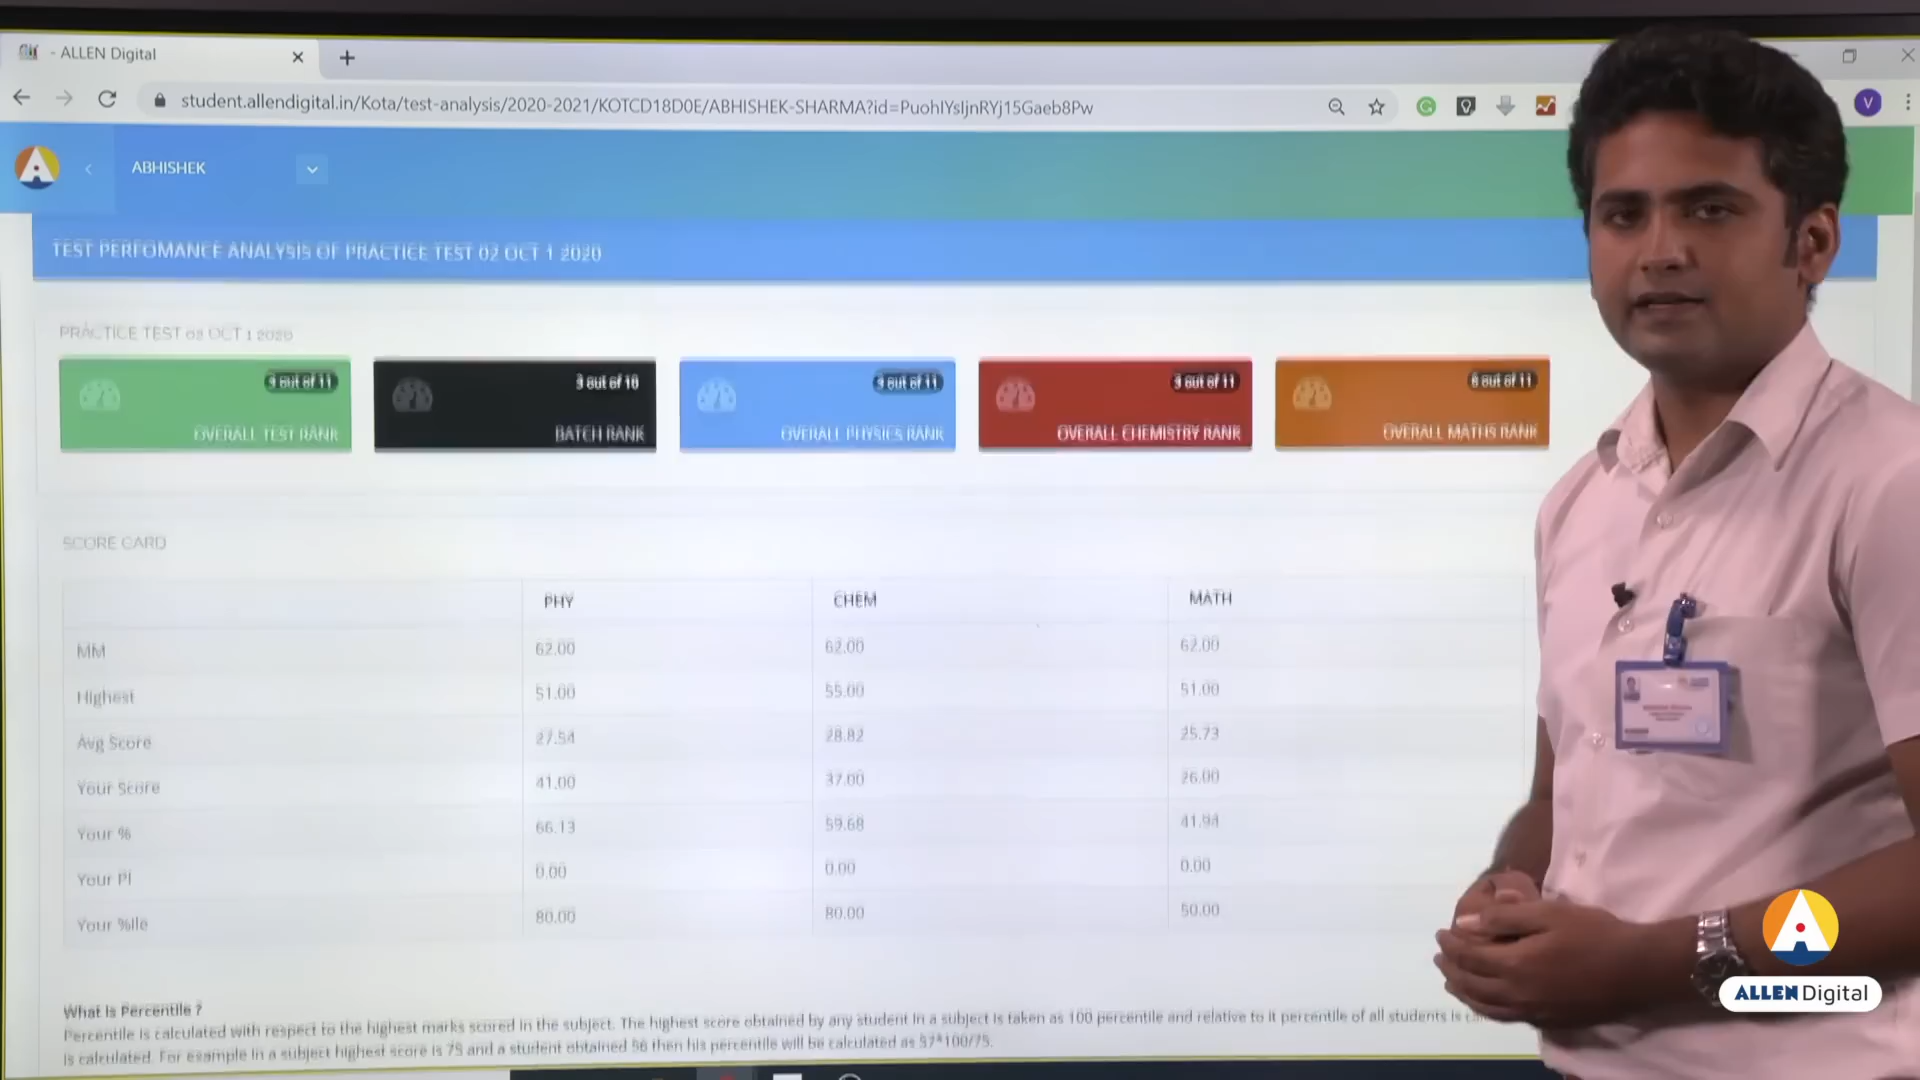 - ALLEN Digital
student.allendigital.in/Kota/test-analysis/2020-2021/KOTCD18D0E/ABHISHEK-SHARMA?id=PuohIYsIjnRYj15Gaeb8Pw
V
ABHISHEK
TEST PERFOMANCE ANALYSIS OF PRACTICE TEST 02 OCT 1 2020
PRACTICE TEST 02 OCT 1 2020
out of 11
OVERALL TEST RANK
3 out of 10
BATCH RANK
out of 11
OVERALL PHYSICS RANK
3 out of 11
OVERALL CHEMISTRY RANK
6 out of 11
OVERALL MATHS RANK
SCORE CARD
PHY CHEM MATH
MM 62.00 62.00 62.00
Highest 51.00 55.00 51.00
Avg Score 27.54 28.82 25.73
Your Score 41.00 37.00 26.00
Your % 66.13 59.68 41.94
Your PI 0.00 0.00 0.00
Your %ile 80.00 80.00 50.00
What Is Percentile ?
Percentile is calculated with respect to the highest marks scored in the subject. The highest score obtained by any student in a subject is taken as 100 percentile and relative to it percentile of all students is
is calculated. For example in a subject highest score is 75 and a student obtained 56 then his percentile will be calculated as 57*100/75.
ALLEN Digital